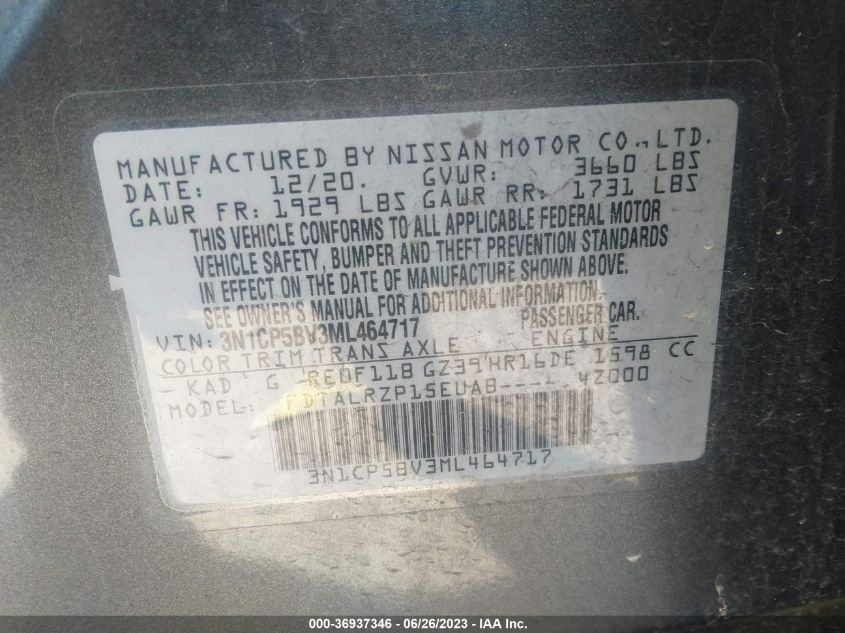 MANUFACTURED BY NISSAN MOTOR CO., LTD.
DATE: 12/20. GVWR: 3660 LBS
GAWR FR: 1929 LBS GAWR RR: 1731 LBS
THIS VEHICLE CONFORMS TO ALL APPLICABLE FEDERAL MOTOR
VEHICLE SAFETY, BUMPER AND THEFT PREVENTION STANDARDS
IN EFFECT ON THE DATE OF MANUFACTURE SHOWN ABOVE.
SEE OWNER'S MANUAL FOR ADDITIONAL INFORMATION.
VIN: 3N1CP5BV3ML464717 PASSENGER CAR.
COLOR TRIM TRANS AXLE ENGINE
KAD G RE0F11B GZ39 HR16DE 1598 CC
MODEL: FDTALRZP15EUAB---- 4Z000
3N1CP5BV3ML464717
000-36937346 - 06/26/2023 - IAA Inc.